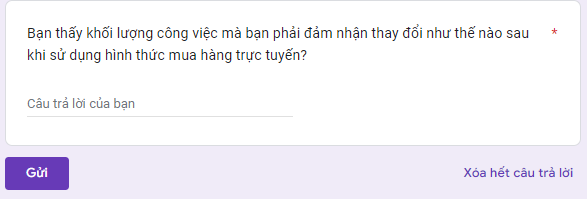 Bạn thấy khối lượng công việc mà bạn phải đảm nhận thay đổi như thế nào sau *
khi sử dụng hình thức mua hàng trực tuyến?
Câu trả lời của bạn
Gửi
Xóa hết câu trả lời